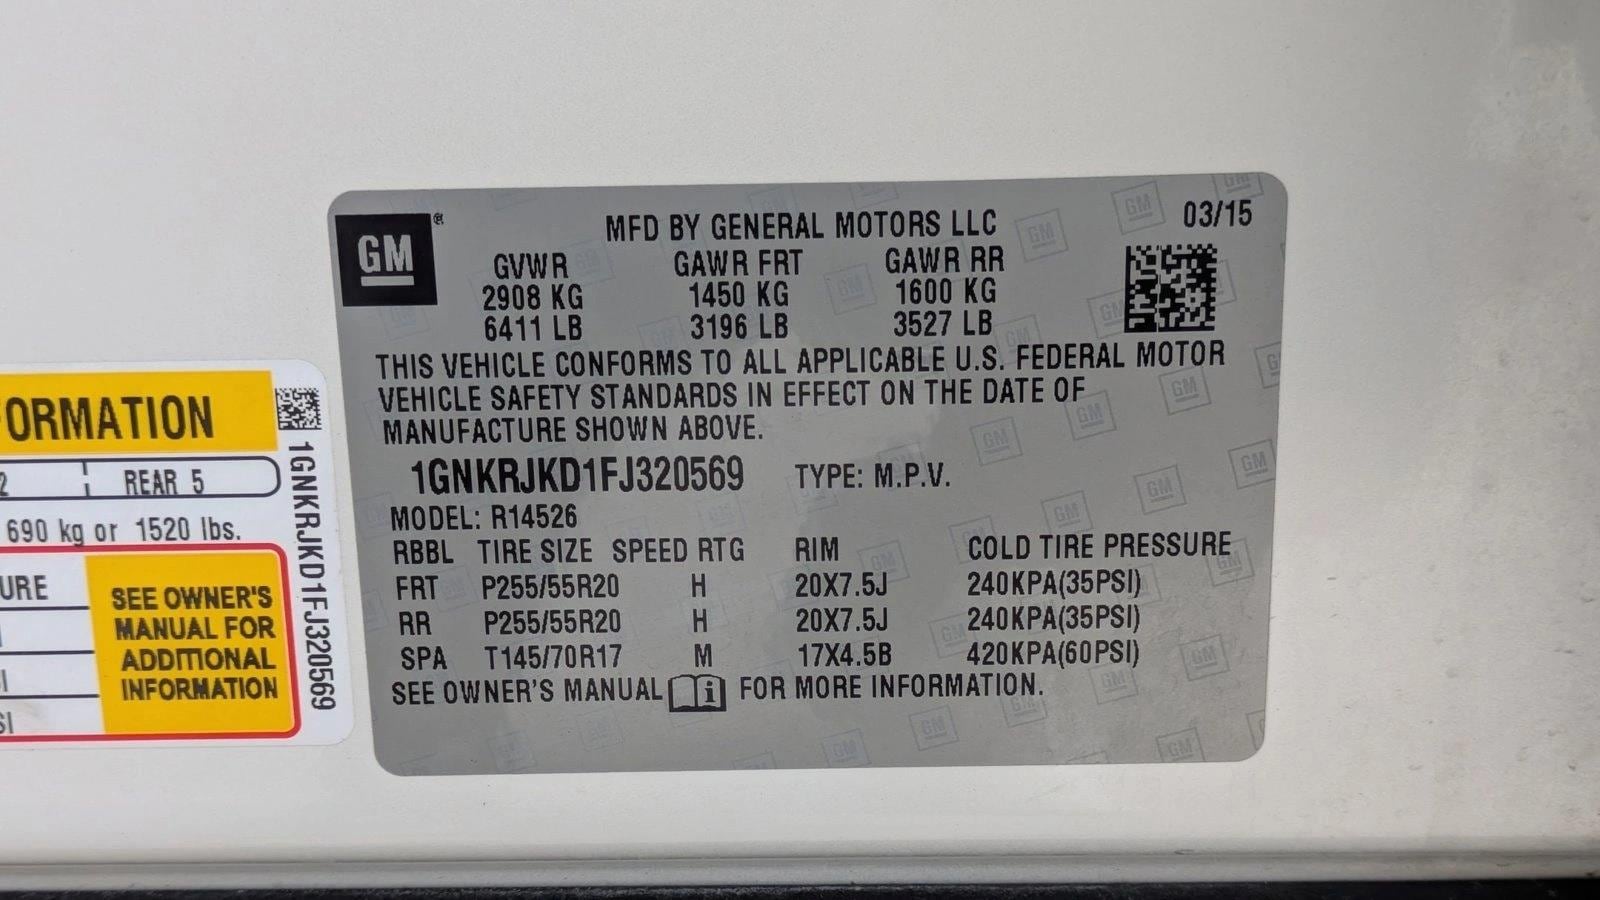 GM ®
MFD BY GENERAL MOTORS LLC 03/15
GVWR GAWR FRT GAWR RR
2908 KG 1450 KG 1600 KG
6411 LB 3196 LB 3527 LB
THIS VEHICLE CONFORMS TO ALL APPLICABLE U.S. FEDERAL MOTOR
VEHICLE SAFETY STANDARDS IN EFFECT ON THE DATE OF
MANUFACTURE SHOWN ABOVE.
1GNKRJKD1FJ320569 TYPE: M.P.V.
MODEL: R14526
RBBL TIRE SIZE SPEED RTG RIM COLD TIRE PRESSURE
FRT P255/55R20 H 20X7.5J 240KPA(35PSI)
RR P255/55R20 H 20X7.5J 240KPA(35PSI)
SPA T145/70R17 M 17X4.5B 420KPA(60PSI)
SEE OWNER'S MANUAL i FOR MORE INFORMATION.
ORMATION
2 REAR 5
690 kg or 1520 lbs.
URE
SI
SEE OWNER'S
MANUAL FOR
ADDITIONAL
INFORMATION
1GNKRJKD1FJ320569